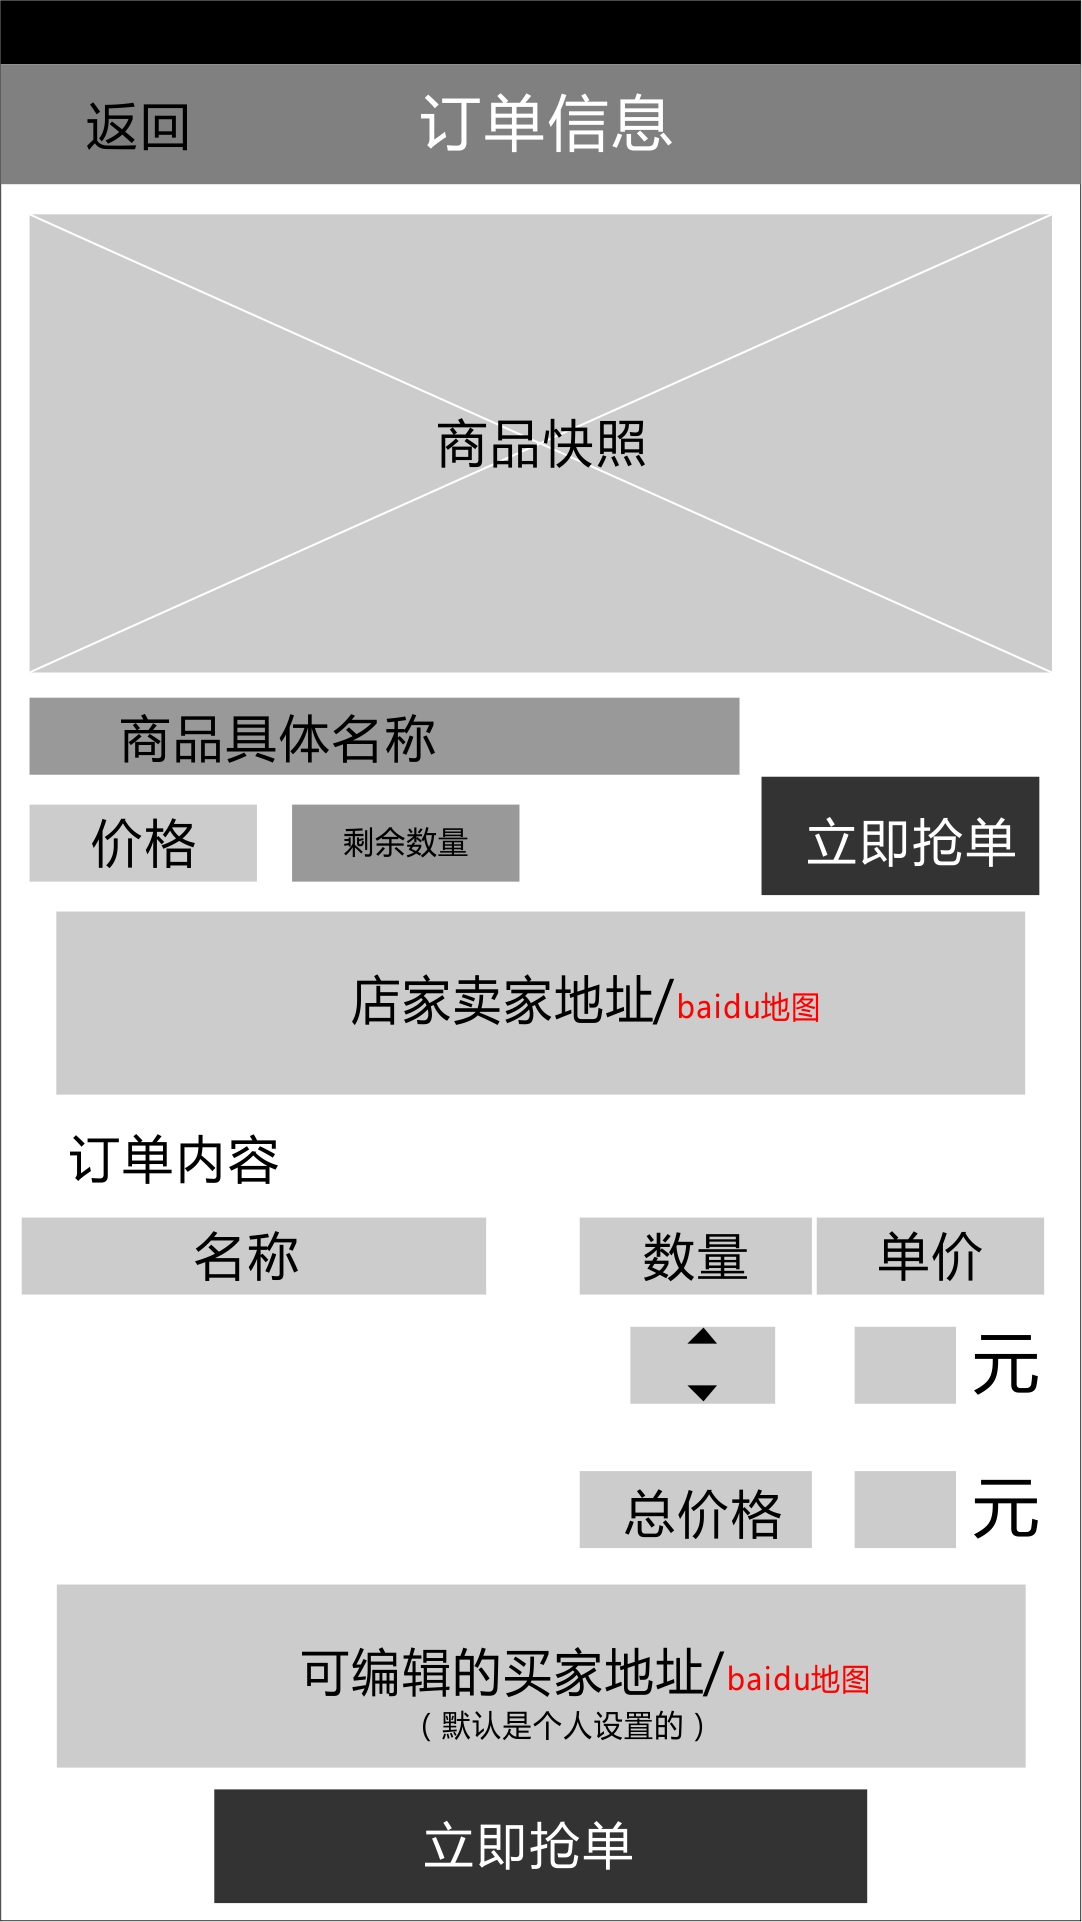 返回
订单信息
商品快照
商品具体名称
价格
剩余数量
立即抢单
店家卖家地址/baidu地图
订单内容
名称
数量
单价
元
总价格
元
可编辑的买家地址/baidu地图
（默认是个人设置的）
立即抢单